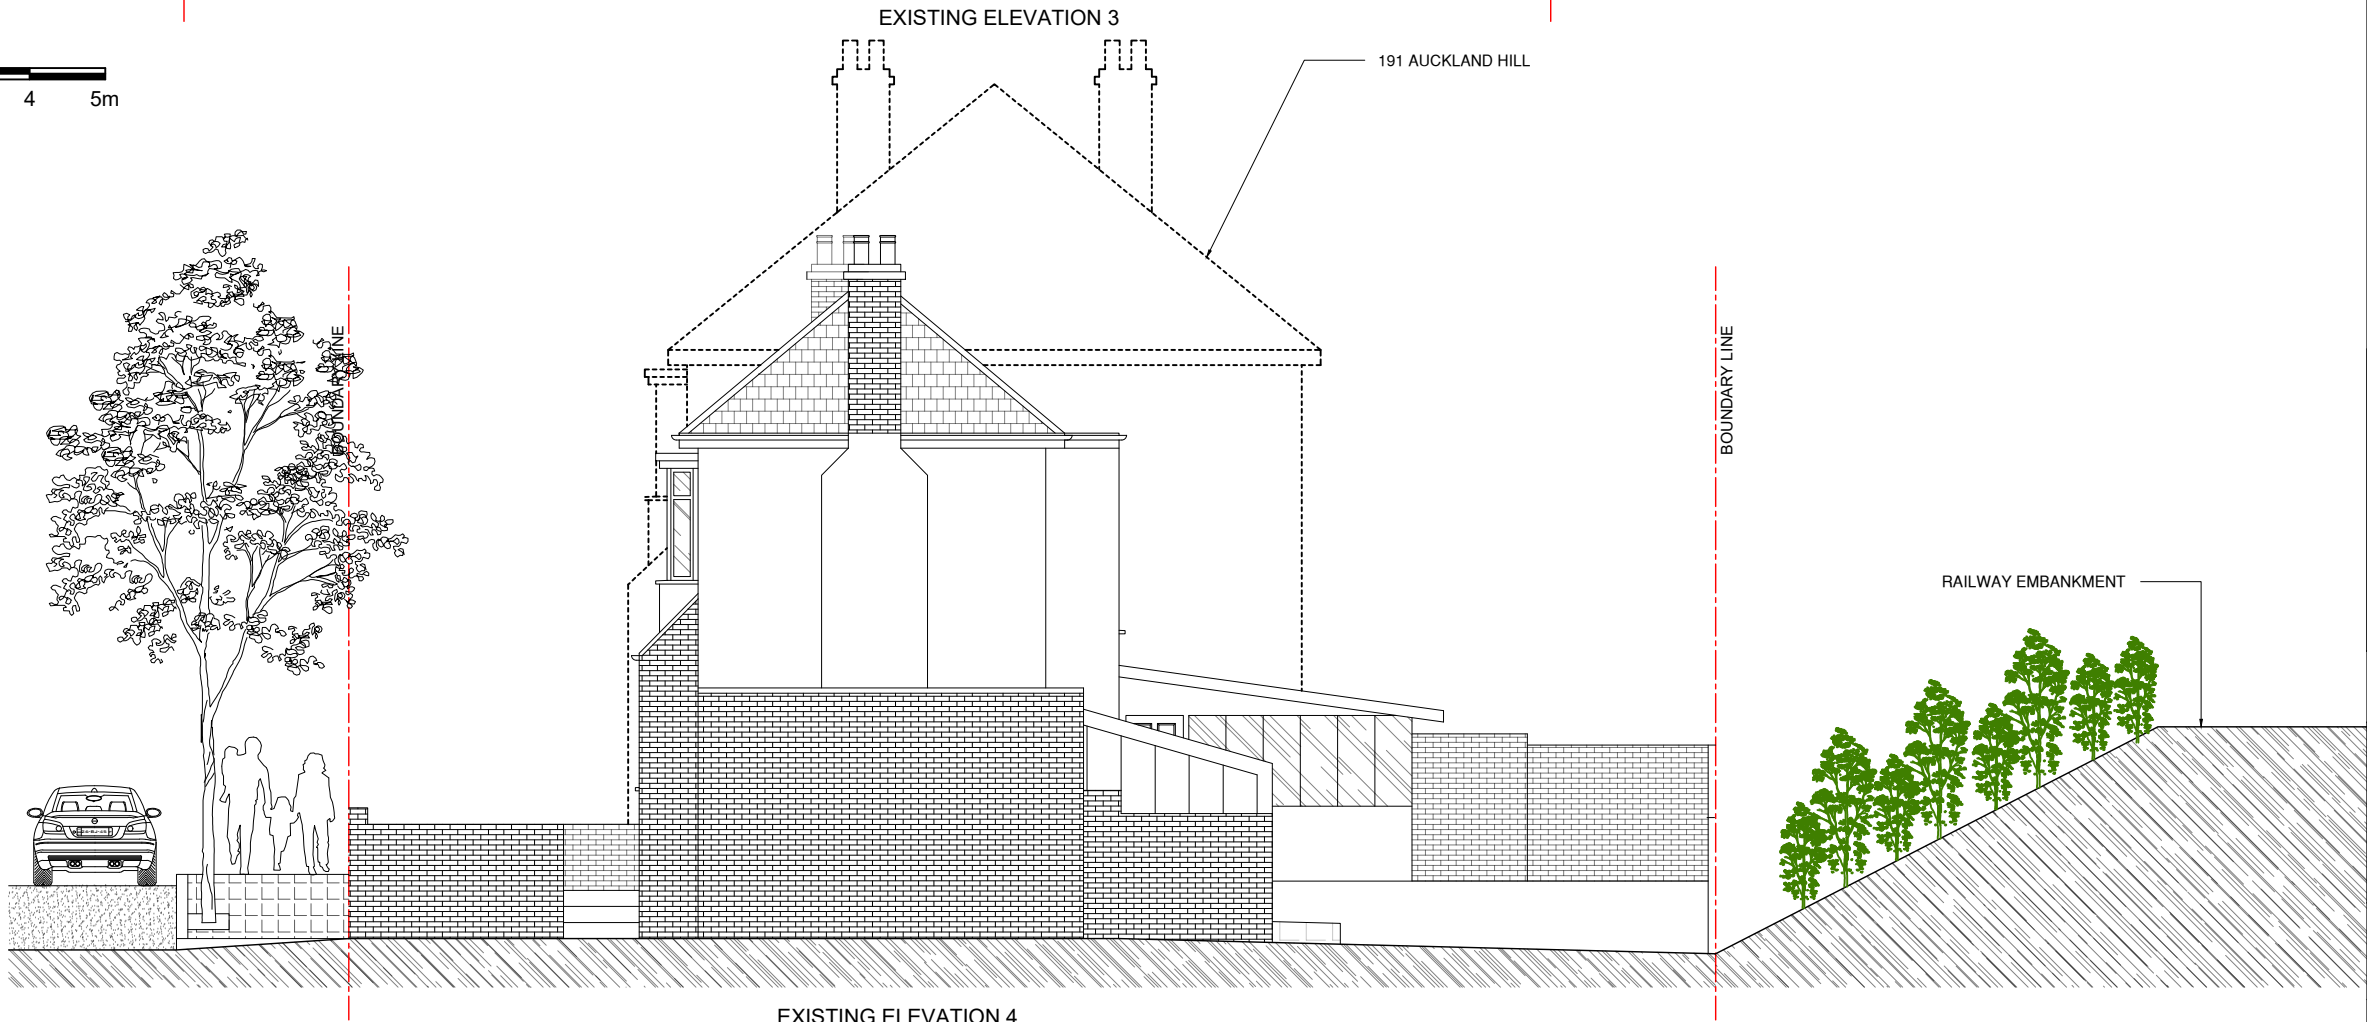 EXISTING ELEVATION 3
191 AUCKLAND HILL
4 5m
BOUNDARY LINE
BOUNDARY LINE
RAILWAY EMBANKMENT
EXISTING ELEVATION 4